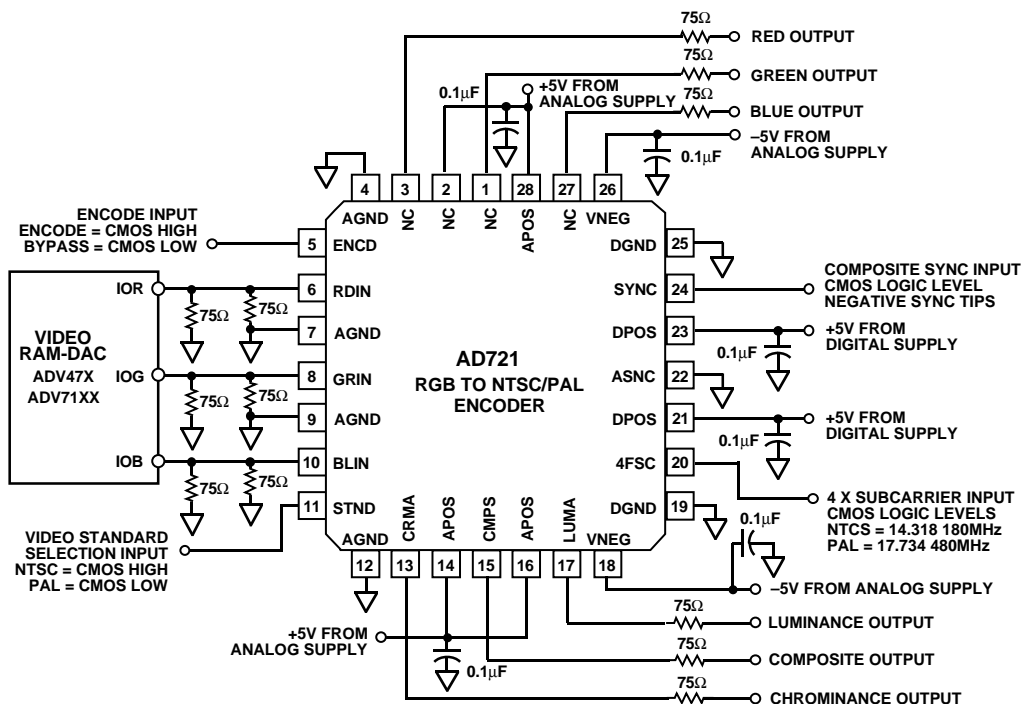 75Ω
RED OUTPUT
75Ω
GREEN OUTPUT
75Ω
BLUE OUTPUT
0.1µF
+5V FROM
ANALOG SUPPLY
–5V FROM
ANALOG SUPPLY
0.1µF
4
3
2
1
28
27
26
AGND
NC
NC
NC
APOS
NC
VNEG
ENCODE INPUT
ENCODE = CMOS HIGH
BYPASS = CMOS LOW
5
ENCD
DGND
25
VIDEO
RAM-DAC
ADV47X
ADV71XX
IOR
75Ω
75Ω
6
RDIN
SYNC
24
COMPOSITE SYNC INPUT
CMOS LOGIC LEVEL
NEGATIVE SYNC TIPS
7
AGND
DPOS
23
+5V FROM
DIGITAL SUPPLY
0.1µF
AD721
RGB TO NTSC/PAL
ENCODER
IOG
75Ω
75Ω
8
GRIN
ASNC
22
9
AGND
DPOS
21
+5V FROM
DIGITAL SUPPLY
0.1µF
IOB
75Ω
75Ω
10
BLIN
4FSC
20
4 X SUBCARRIER INPUT
CMOS LOGIC LEVELS
NTCS = 14.318 180MHz
PAL = 17.734 480MHz
11
STND
DGND
19
VIDEO STANDARD
SELECTION INPUT
NTSC = CMOS HIGH
PAL = CMOS LOW
AGND
CRMA
APOS
CMPS
APOS
LUMA
VNEG
12
13
14
15
16
17
18
0.1µF
–5V FROM ANALOG SUPPLY
75Ω
LUMINANCE OUTPUT
+5V FROM
ANALOG SUPPLY
0.1µF
75Ω
COMPOSITE OUTPUT
75Ω
CHROMINANCE OUTPUT